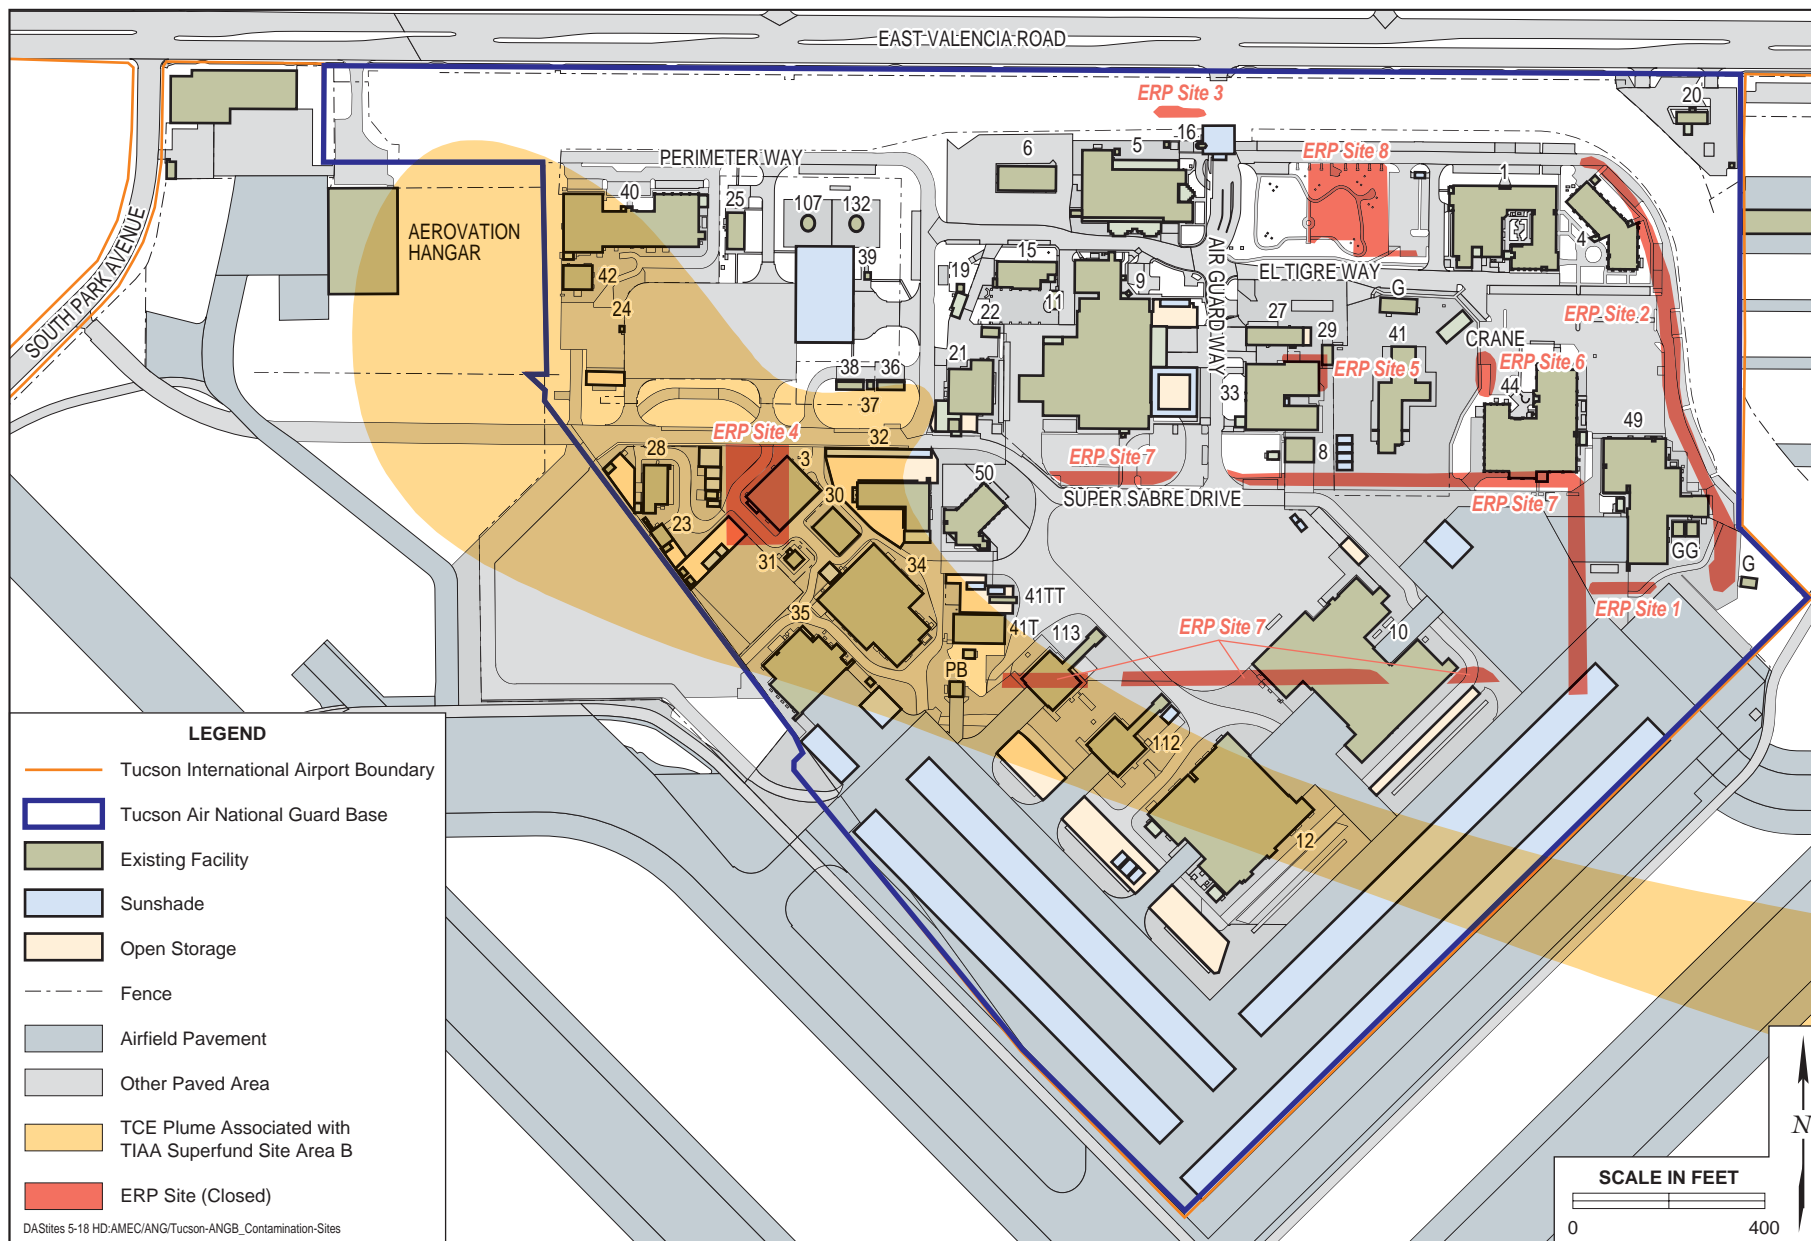 EAST VALENCIA ROAD
20
ERP Site 3
16
5
6
PERIMETER WAY
ERP Site 8
1
4
40
25
107
132
AEROVATION
HANGAR
SOUTH PARK AVENUE
42
24
39
19
15
11
9
AIR GUARD WAY
EL TIGRE WAY
G
27
29
41
CRANE
ERP Site 2
22
21
38
36
37
32
33
ERP Site 5
ERP Site 6
44
49
ERP Site 4
28
3
30
50
ERP Site 7
8
SUPER SABRE DRIVE
ERP Site 7
23
31
34
35
GG
G
ERP Site 1
41TT
41T
113
ERP Site 7
10
PB
112
12
LEGEND
Tucson International Airport Boundary
Tucson Air National Guard Base
Existing Facility
Sunshade
Open Storage
Fence
Airfield Pavement
Other Paved Area
TCE Plume Associated with
TIAA Superfund Site Area B
ERP Site (Closed)
DAStites 5-18 HD:AMEC/ANG/Tucson-ANGB_Contamination-Sites
N
SCALE IN FEET
0 400